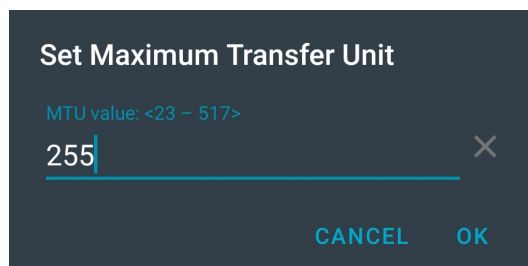 Set Maximum Transfer Unit
MTU value: <23 – 517>
255
CANCEL OK